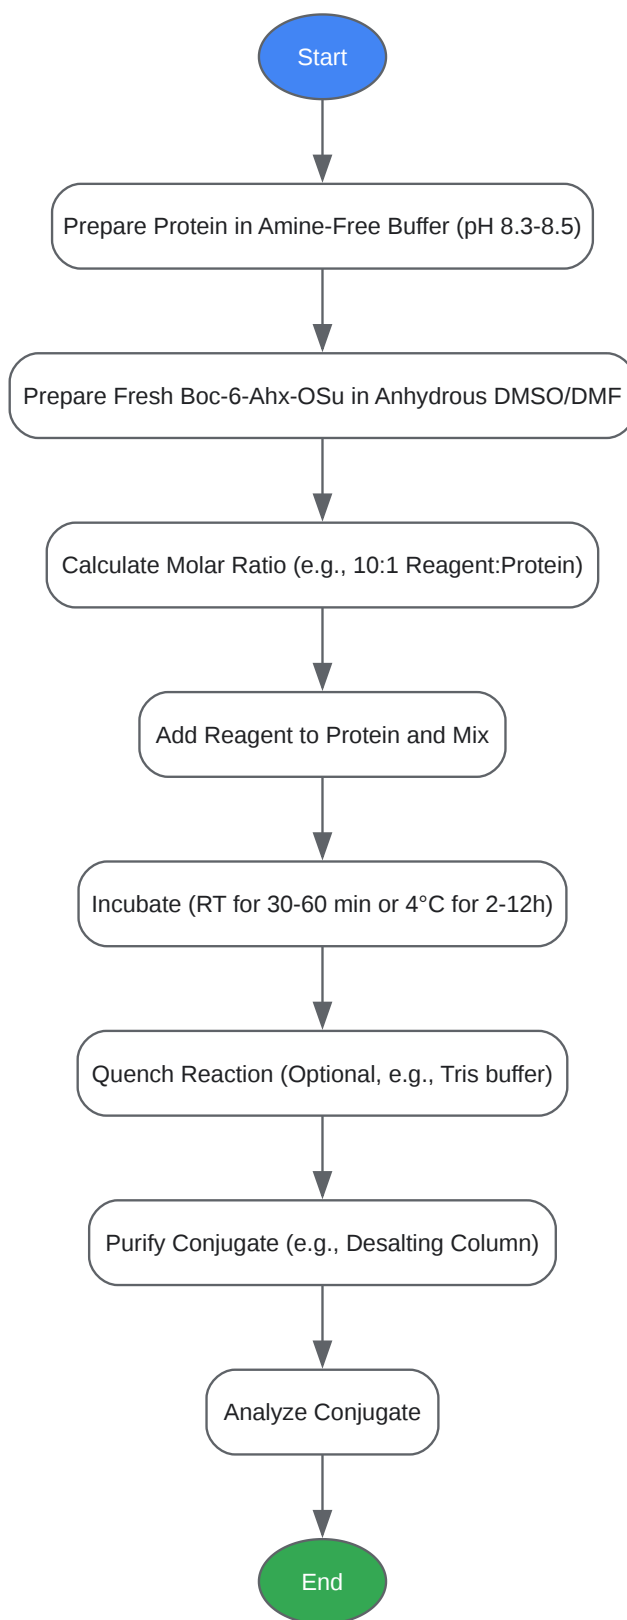 Start
Prepare Protein in Amine-Free Buffer (pH 8.3-8.5)
Prepare Fresh Boc-6-Ahx-OSu in Anhydrous DMSO/DMF
Calculate Molar Ratio (e.g., 10:1 Reagent:Protein)
Add Reagent to Protein and Mix
Incubate (RT for 30-60 min or 4°C for 2-12h)
Quench Reaction (Optional, e.g., Tris buffer)
Purify Conjugate (e.g., Desalting Column)
Analyze Conjugate
End